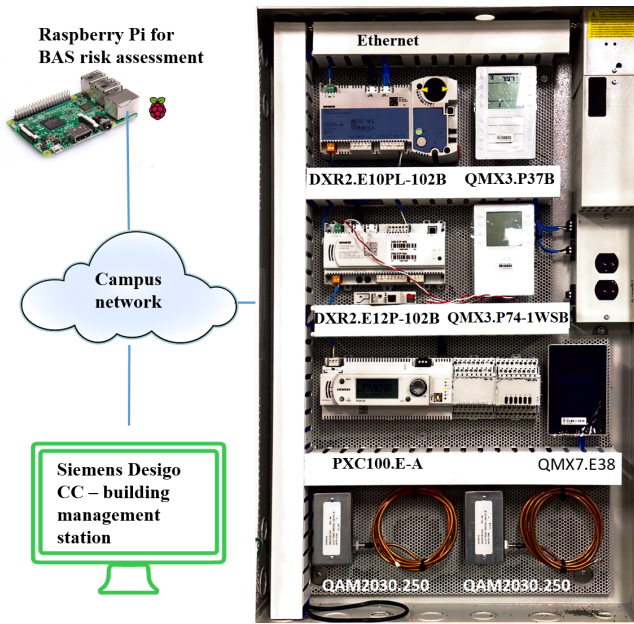 Raspberry Pi for
BAS risk assessment
Ethernet
DXR2.E10PL-102B
QMX3.P37B
Campus
network
DXR2.E12P-102B
QMX3.P74-1WSB
PXC100.E-A
QMX7.E38
Siemens Desigo
CC – building
management
station
QAM2030.250
QAM2030.250